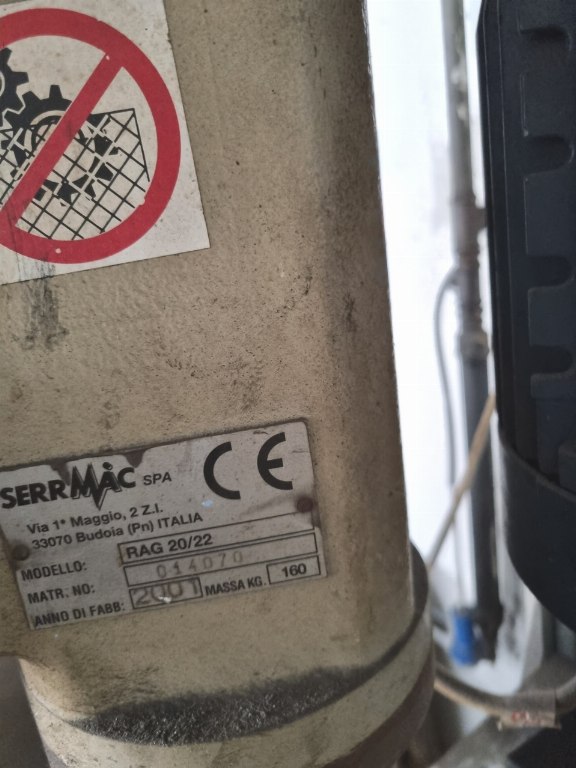 SERRMAC SPA CE
Via 1° Maggio, 2 Z.I.
33070 Budoia (Pn) ITALIA
MODELLO: RAG 20/22
MATR. NO: 014070
ANNO DI FABB: 2001 MASSA KG. 160